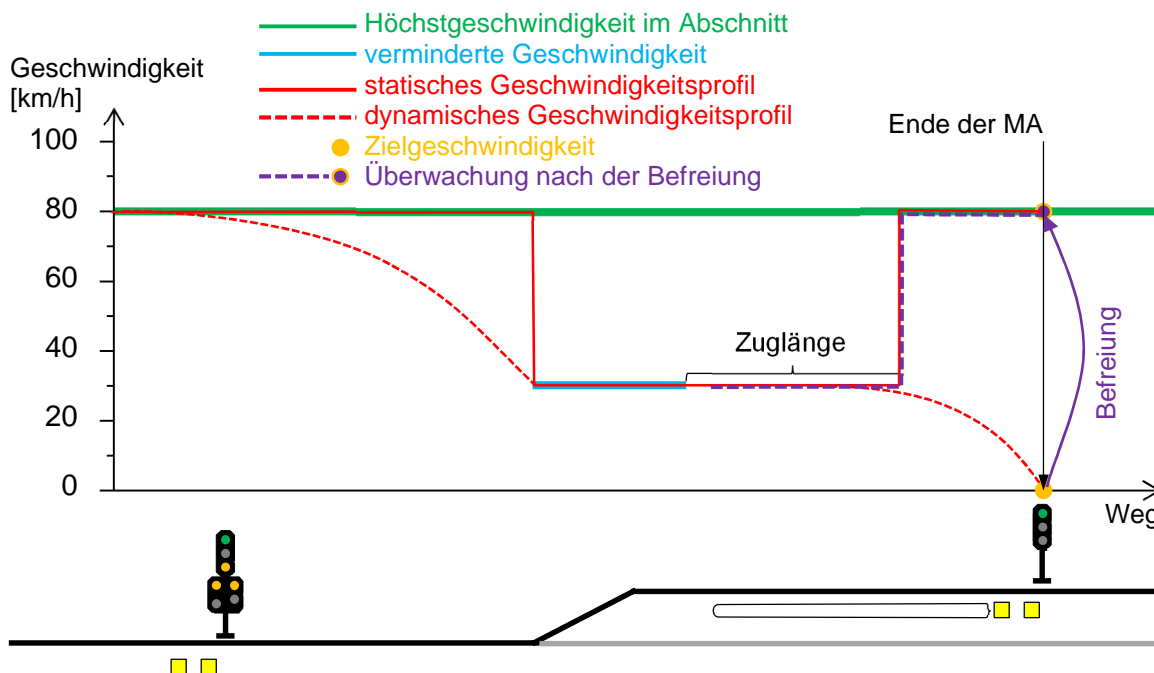 Höchstgeschwindigkeit im Abschnitt
verminderte Geschwindigkeit
statisches Geschwindigkeitsprofil
dynamisches Geschwindigkeitsprofil
Zielgeschwindigkeit
Überwachung nach der Befreiung
Geschwindigkeit
[km/h]
Ende der MA
100
80
60
40
20
0
Zuglänge
Befreiung
Weg